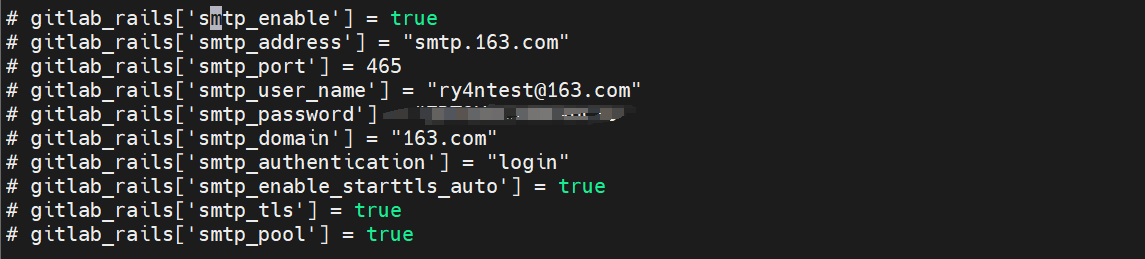 # gitlab_rails['smtp_enable'] = true
# gitlab_rails['smtp_address'] = "smtp.163.com"
# gitlab_rails['smtp_port'] = 465
# gitlab_rails['smtp_user_name'] = "ry4ntest@163.com"
# gitlab_rails['smtp_password']
# gitlab_rails['smtp_domain'] = "163.com"
# gitlab_rails['smtp_authentication'] = "login"
# gitlab_rails['smtp_enable_starttls_auto'] = true
# gitlab_rails['smtp_tls'] = true
# gitlab_rails['smtp_pool'] = true